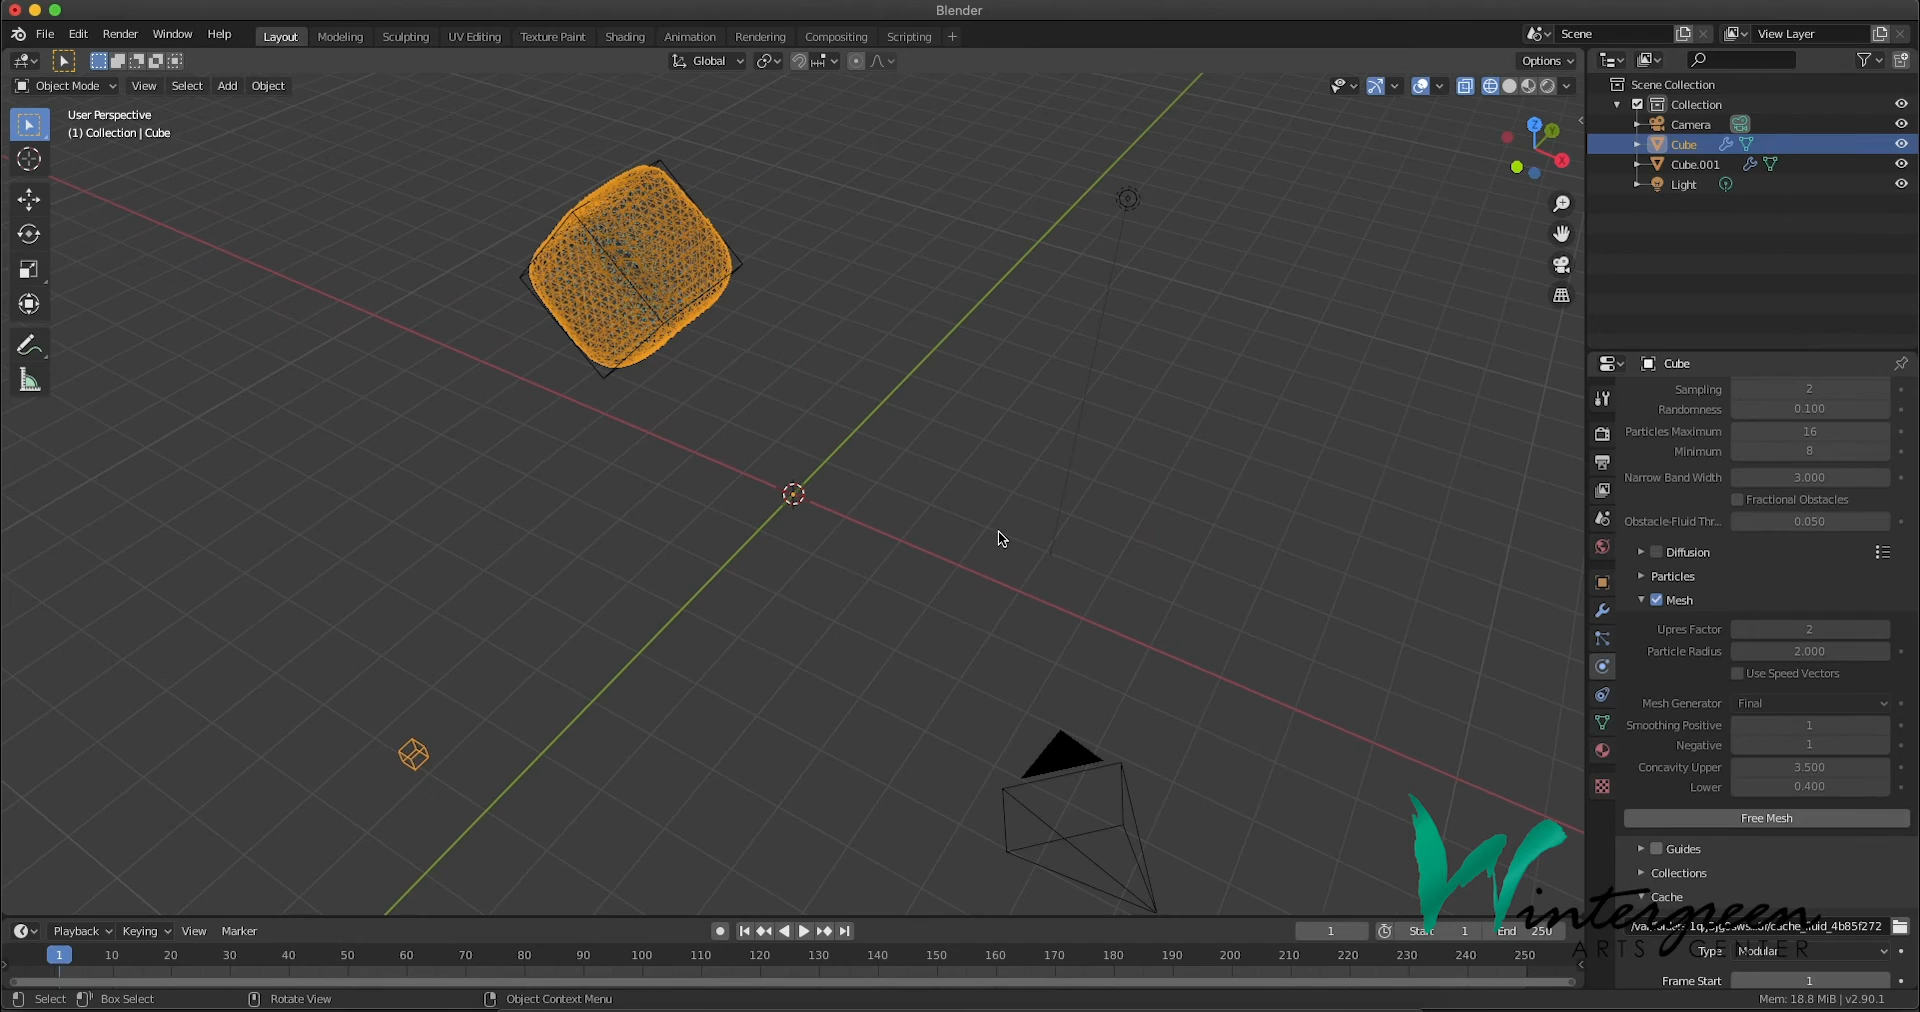 Blender
File Edit Render Window Help Layout Modeling Sculpting UV Editing Texture Paint Shading Animation Rendering Compositing Scripting + Scene View Layer
Global Options
Object Mode View Select Add Object
User Perspective
(1) Collection | Cube
Z Y X
Scene Collection
Collection
Camera
Cube
Cube.001
Light
Cube
Sampling 2
Randomness 0.100
Particles Maximum 16
Minimum 8
Narrow Band Width 3.000
Fractional Obstacles
Obstacle-Fluid Thr... 0.050
Diffusion
Particles
Mesh
Upres Factor 2
Particle Radius 2.000
Use Speed Vectors
Mesh Generator Final
Smoothing Positive 1
Negative 1
Concavity Upper 3.500
Lower 0.400
Free Mesh
Guides
Collections
Cache
Wintergreen
ARTS CENTER
cache_fluid_4b85f272
Type Modular
Frame Start 1
Playback Keying View Marker 1 Start 1 End 250
1 10 20 30 40 50 60 70 80 90 100 110 120 130 140 150 160 170 180 190 200 210 220 230 240 250
Select Box Select Rotate View Object Context Menu Mem: 18.8 MiB | v2.90.1